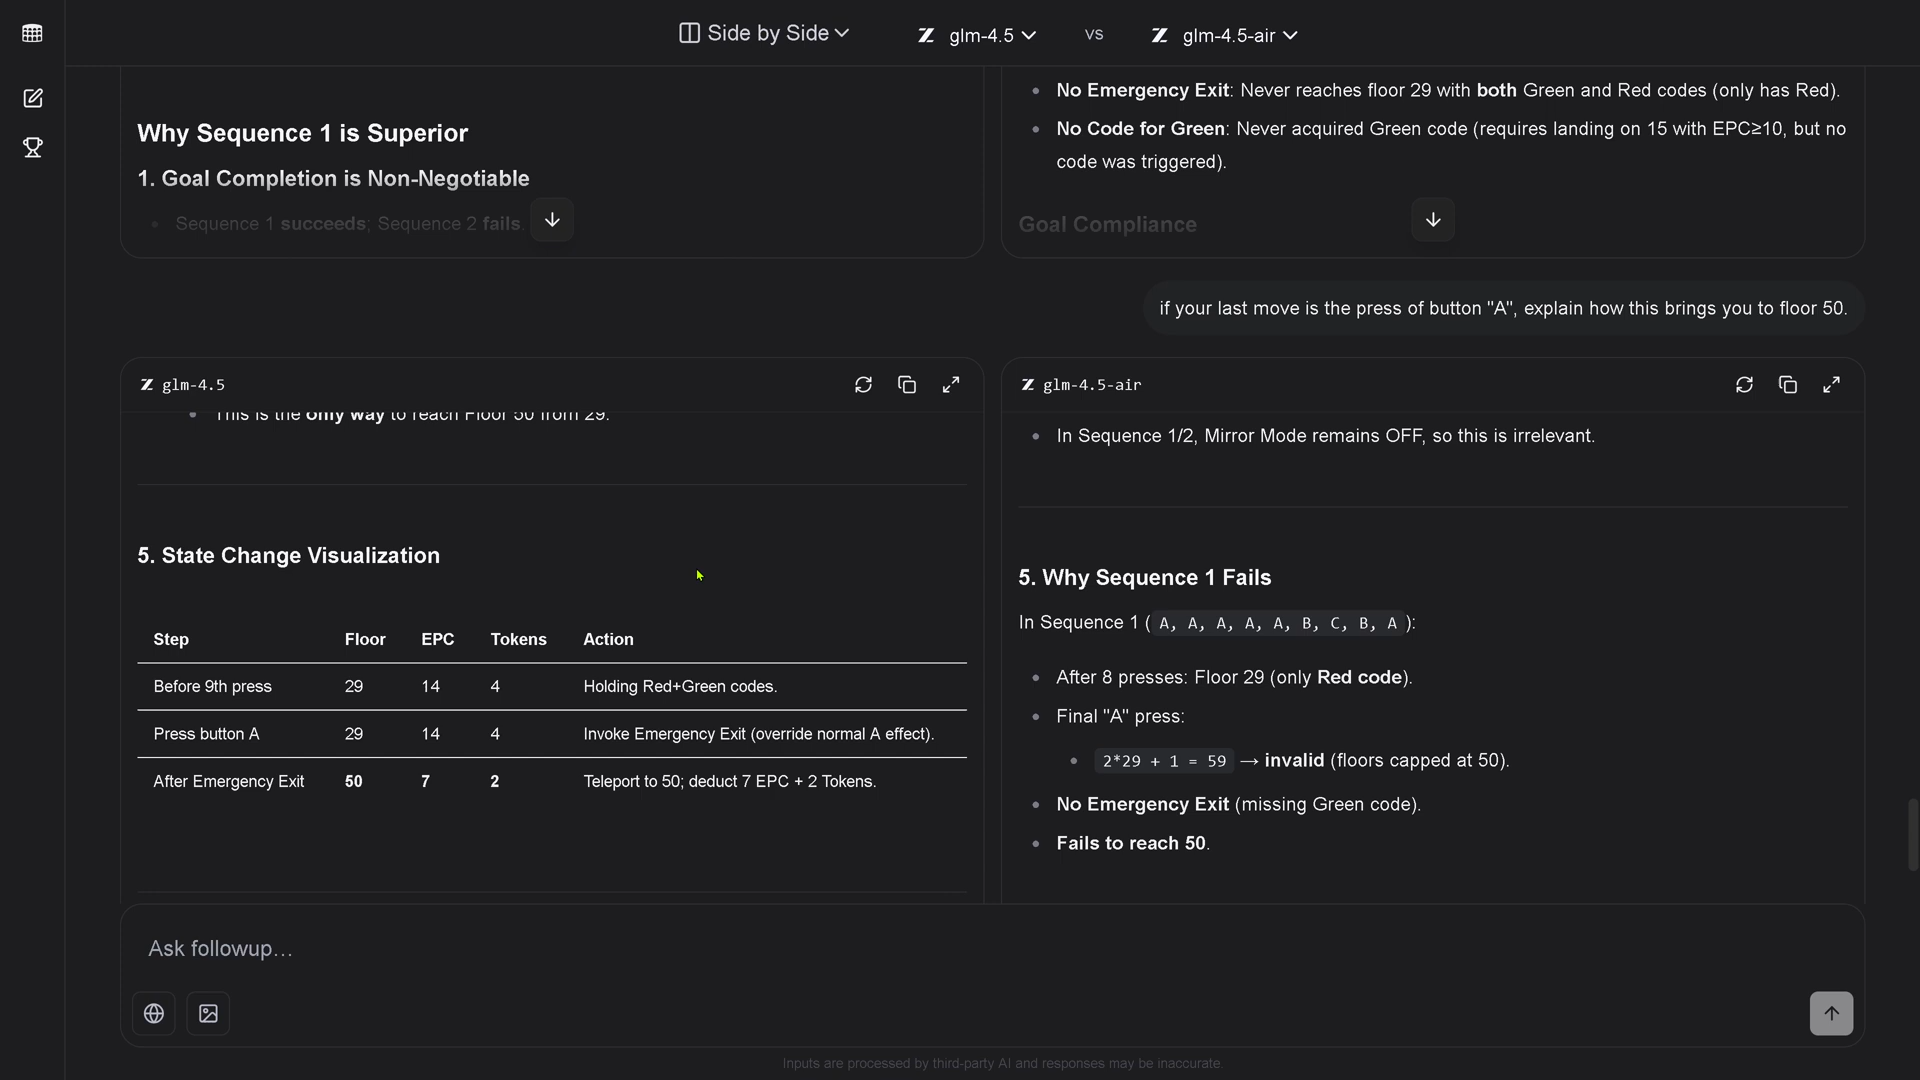 Side by Side
glm-4.5
VS
glm-4.5-air
Why Sequence 1 is Superior
1. Goal Completion is Non-Negotiable
Sequence 1 succeeds; Sequence 2 fails.
No Emergency Exit: Never reaches floor 29 with both Green and Red codes (only has Red).
No Code for Green: Never acquired Green code (requires landing on 15 with EPC≥10, but no
code was triggered).
Goal Compliance
if your last move is the press of button "A", explain how this brings you to floor 50.
glm-4.5
This is the only way to reach Floor 50 from 29.
5. State Change Visualization
Step Floor EPC Tokens Action
Before 9th press 29 14 4 Holding Red+Green codes.
Press button A 29 14 4 Invoke Emergency Exit (override normal A effect).
After Emergency Exit 50 7 2 Teleport to 50; deduct 7 EPC + 2 Tokens.
glm-4.5-air
In Sequence 1/2, Mirror Mode remains OFF, so this is irrelevant.
5. Why Sequence 1 Fails
In Sequence 1 ( A, A, A, A, A, B, C, B, A ):
After 8 presses: Floor 29 (only Red code).
Final "A" press:
2*29 + 1 = 59 → invalid (floors capped at 50).
No Emergency Exit (missing Green code).
Fails to reach 50.
Ask followup…
Inputs are processed by third-party AI and responses may be inaccurate.